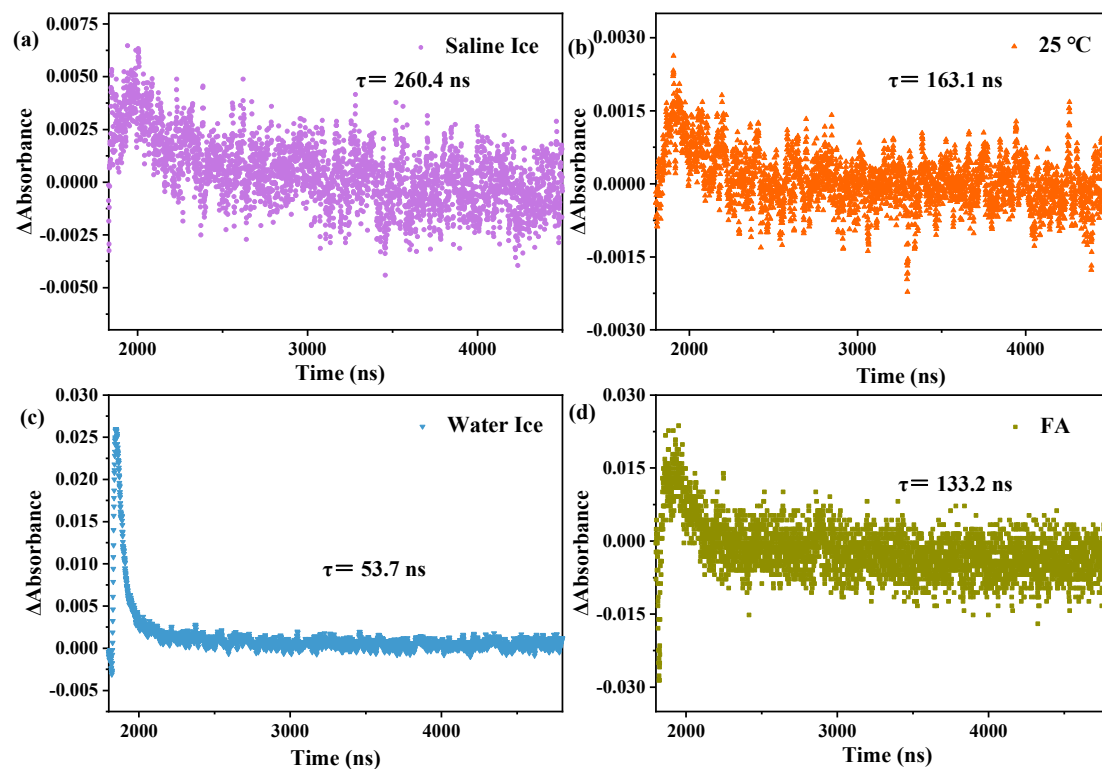 (a)
Saline Ice
τ= 260.4 ns
0.0075
0.0050
0.0025
0.0000
-0.0025
-0.0050
ΔAbsorbance
2000
3000
4000
Time (ns)
(b)
25 °C
τ= 163.1 ns
0.0030
0.0015
0.0000
-0.0015
-0.0030
ΔAbsorbance
2000
3000
4000
Time (ns)
(c)
Water Ice
τ= 53.7 ns
0.030
0.025
0.020
0.015
0.010
0.005
0.000
-0.005
ΔAbsorbance
2000
3000
4000
Time (ns)
(d)
FA
τ= 133.2 ns
0.030
0.015
0.000
-0.015
-0.030
ΔAbsorbance
2000
3000
4000
Time (ns)